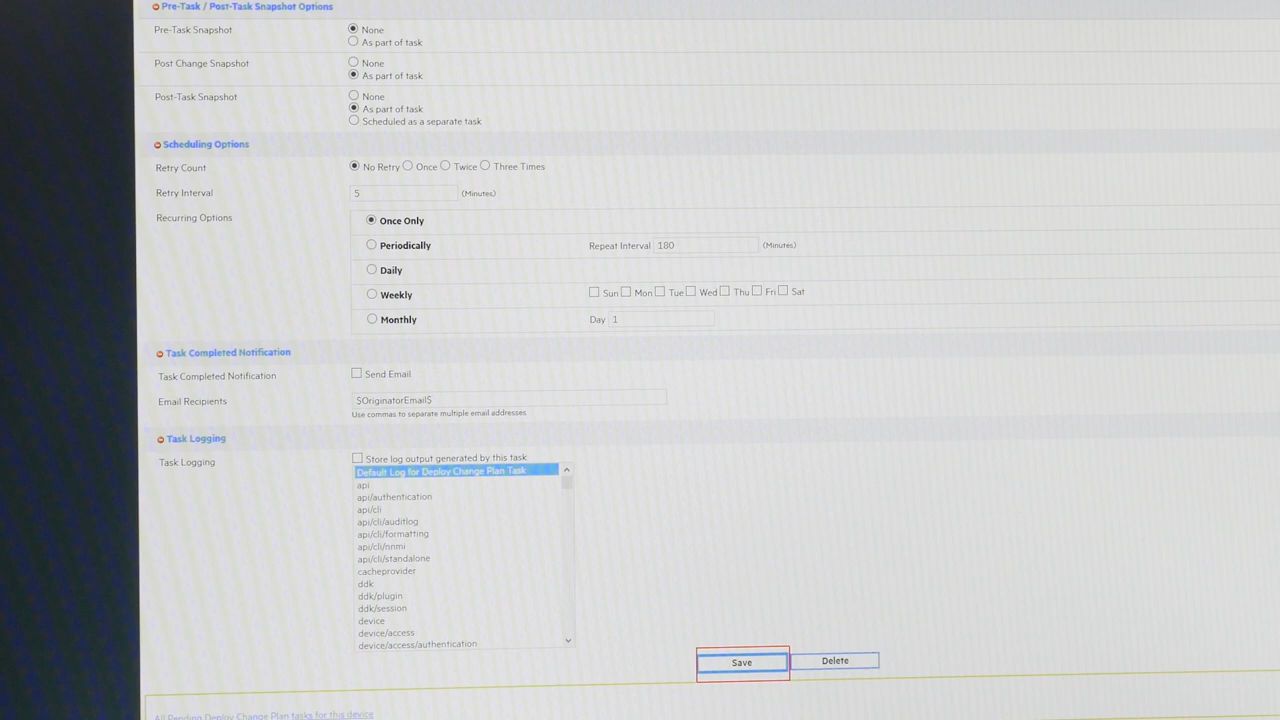 Pre-Task / Post-Task Snapshot Options
Pre-Task Snapshot
None
As part of task
Post Change Snapshot
None
As part of task
Post-Task Snapshot
None
As part of task
Scheduled as a separate task
Scheduling Options
Retry Count
No Retry Once Twice Three Times
Retry Interval
5 (Minutes)
Recurring Options
Once Only
Periodically
Repeat Interval 180 (Minutes)
Daily
Weekly
Sun Mon Tue Wed Thu Fri Sat
Monthly
Day 1
Task Completed Notification
Task Completed Notification
Send Email
Email Recipients
$OriginatorEmail$
Use commas to separate multiple email addresses
Task Logging
Task Logging
Store log output generated by this task
Default Log for Deploy Change Plan Task
api
api/authentication
api/cli
api/cli/auditlog
api/cli/formatting
api/cli/nnmi
api/cli/standalone
cacheprovider
ddk
ddk/plugin
ddk/session
device
device/access
device/access/authentication
Save Delete
All Pending Deploy Change Plan tasks for this device